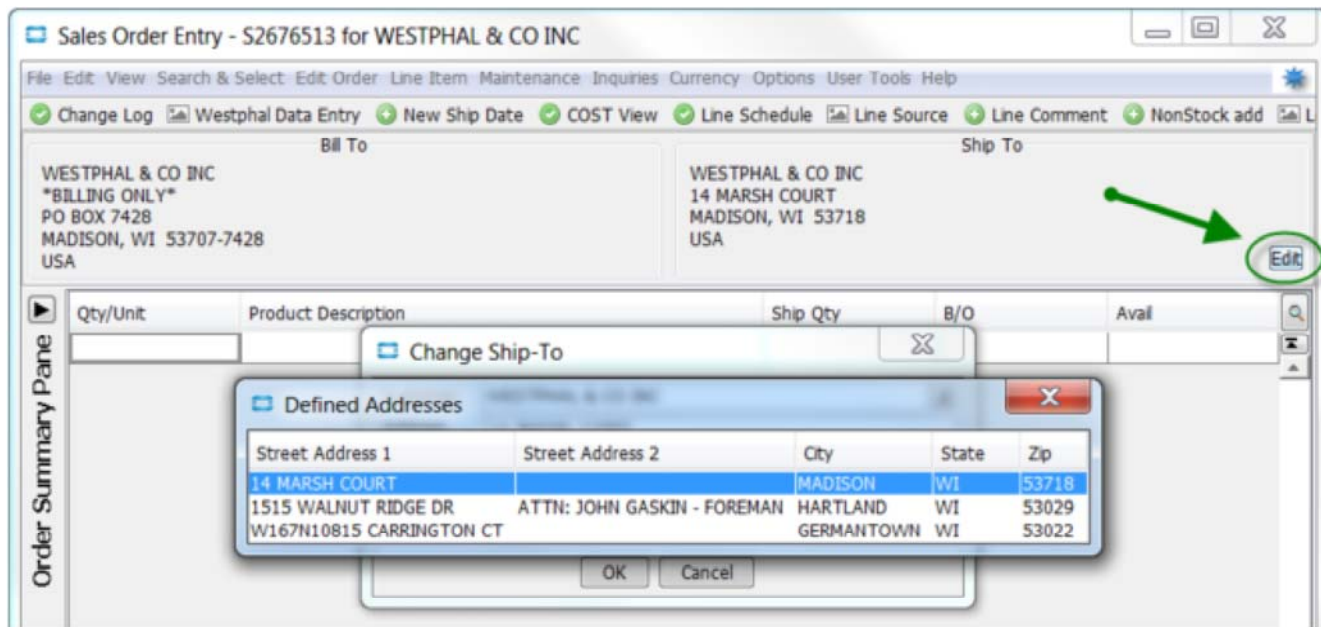 Sales Order Entry - S2676513 for WESTPHAL & CO INC
File Edit View Search & Select Edit Order Line Item Maintenance Inquiries Currency Options User Tools Help
Change Log Westphal Data Entry New Ship Date COST View Line Schedule Line Source Line Comment NonStock add L
Bill To
WESTPHAL & CO INC
*BILLING ONLY*
PO BOX 7428
MADISON, WI 53707-7428
USA
Ship To
WESTPHAL & CO INC
14 MARSH COURT
MADISON, WI 53718
USA
Edit
Order Summary Pane
Qty/Unit Product Description Ship Qty B/O Avail
Change Ship-To
Defined Addresses
Street Address 1 Street Address 2 City State Zip
14 MARSH COURT MADISON WI 53718
1515 WALNUT RIDGE DR ATTN: JOHN GASKIN - FOREMAN HARTLAND WI 53029
W167N10815 CARRINGTON CT GERMANTOWN WI 53022
OK Cancel